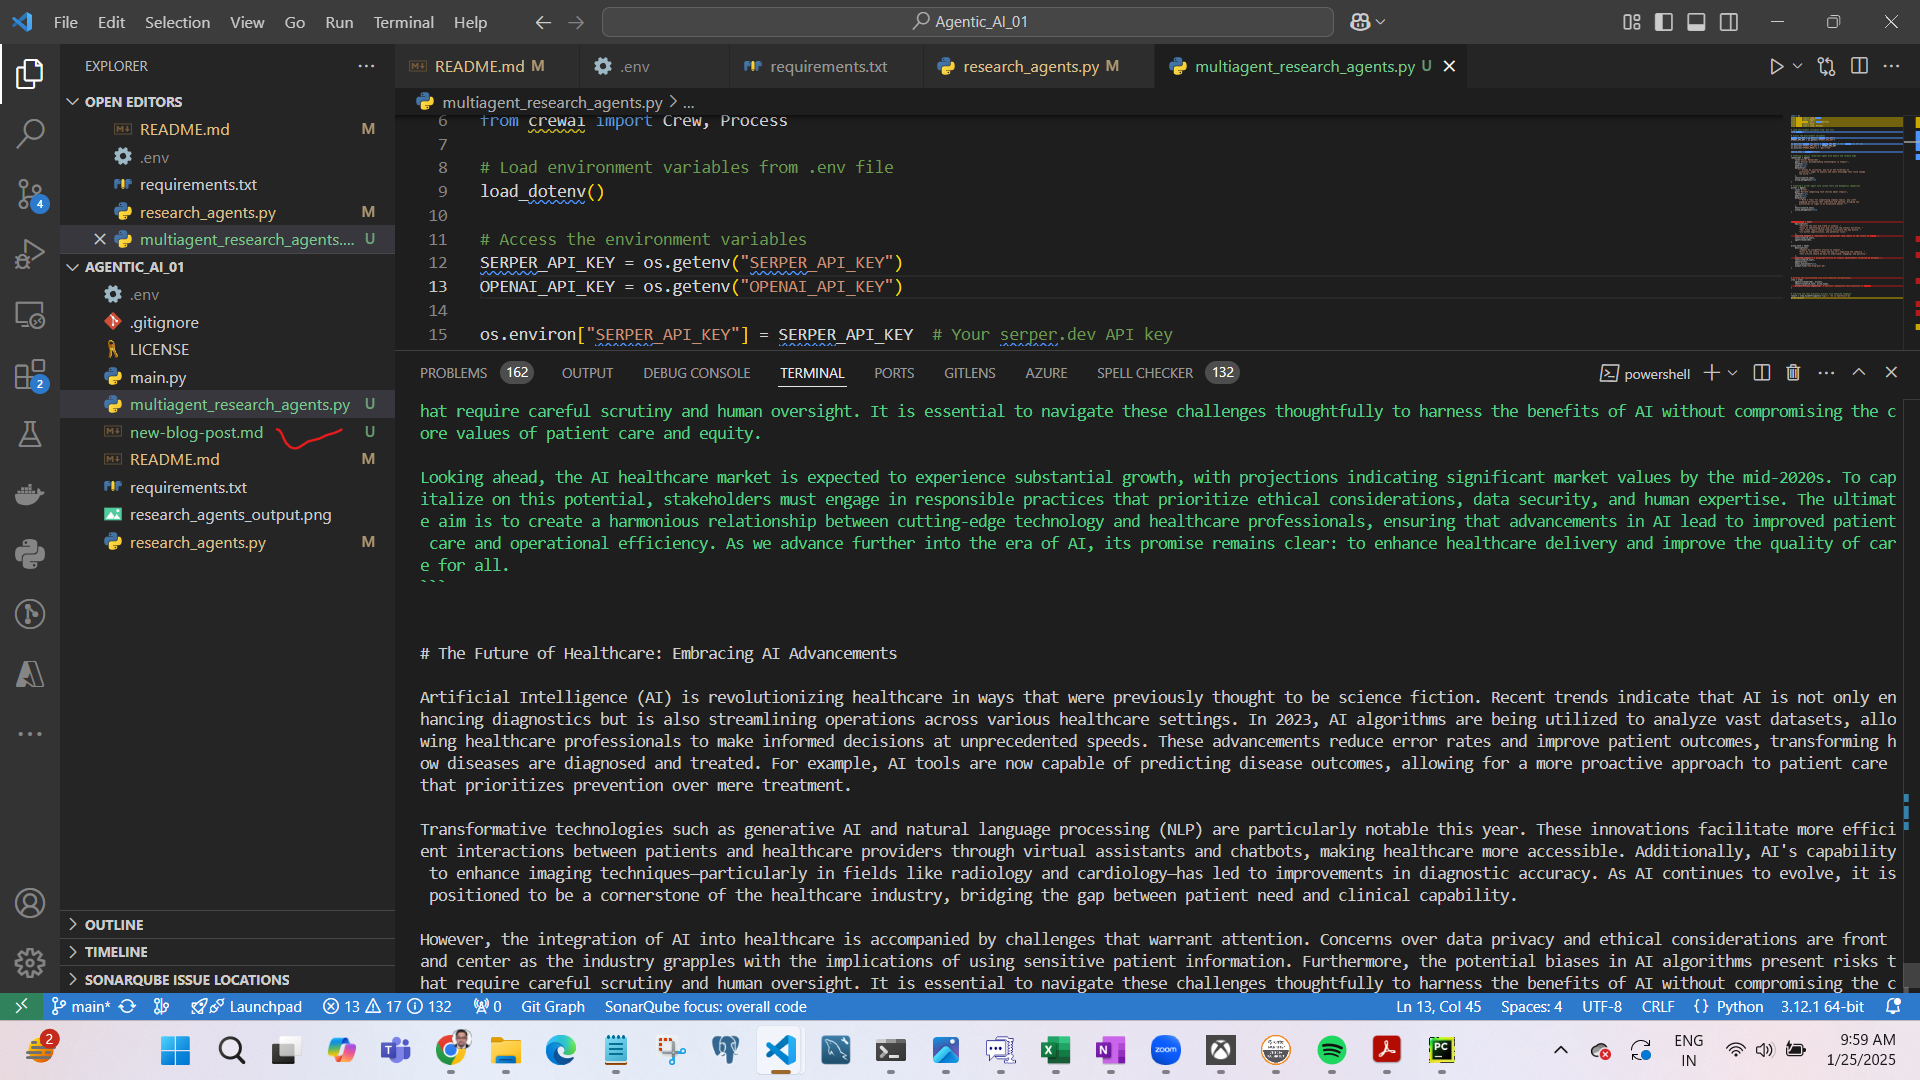 File Edit Selection View Go Run Terminal Help
Agentic_AI_01
EXPLORER
OPEN EDITORS
README.md M
.env
requirements.txt
research_agents.py M
multiagent_research_agents.... U
AGENTIC_AI_01
.env
.gitignore
LICENSE
main.py
multiagent_research_agents.py U
new-blog-post.md U
README.md M
requirements.txt
research_agents_output.png
research_agents.py M
OUTLINE
TIMELINE
SONARQUBE ISSUE LOCATIONS
4
2
README.md M .env requirements.txt research_agents.py M multiagent_research_agents.py U
multiagent_research_agents.py > ...
6 from crewai import Crew, Process
7
8 # Load environment variables from .env file
9 load_dotenv()
10
11 # Access the environment variables
12 SERPER_API_KEY = os.getenv("SERPER_API_KEY")
13 OPENAI_API_KEY = os.getenv("OPENAI_API_KEY")
14
15 os.environ["SERPER_API_KEY"] = SERPER_API_KEY # Your serper.dev API key
PROBLEMS 162 OUTPUT DEBUG CONSOLE TERMINAL PORTS GITLENS AZURE SPELL CHECKER 132 powershell
hat require careful scrutiny and human oversight. It is essential to navigate these challenges thoughtfully to harness the benefits of AI without compromising the c
ore values of patient care and equity.
Looking ahead, the AI healthcare market is expected to experience substantial growth, with projections indicating significant market values by the mid-2020s. To cap
italize on this potential, stakeholders must engage in responsible practices that prioritize ethical considerations, data security, and human expertise. The ultimat
e aim is to create a harmonious relationship between cutting-edge technology and healthcare professionals, ensuring that advancements in AI lead to improved patient
care and operational efficiency. As we advance further into the era of AI, its promise remains clear: to enhance healthcare delivery and improve the quality of car
e for all.
```
# The Future of Healthcare: Embracing AI Advancements
Artificial Intelligence (AI) is revolutionizing healthcare in ways that were previously thought to be science fiction. Recent trends indicate that AI is not only en
hancing diagnostics but is also streamlining operations across various healthcare settings. In 2023, AI algorithms are being utilized to analyze vast datasets, allo
wing healthcare professionals to make informed decisions at unprecedented speeds. These advancements reduce error rates and improve patient outcomes, transforming h
ow diseases are diagnosed and treated. For example, AI tools are now capable of predicting disease outcomes, allowing for a more proactive approach to patient care
that prioritizes prevention over mere treatment.
Transformative technologies such as generative AI and natural language processing (NLP) are particularly notable this year. These innovations facilitate more effici
ent interactions between patients and healthcare providers through virtual assistants and chatbots, making healthcare more accessible. Additionally, AI's capability
to enhance imaging techniques—particularly in fields like radiology and cardiology—has led to improvements in diagnostic accuracy. As AI continues to evolve, it is
positioned to be a cornerstone of the healthcare industry, bridging the gap between patient need and clinical capability.
However, the integration of AI into healthcare is accompanied by challenges that warrant attention. Concerns over data privacy and ethical considerations are front
and center as the industry grapples with the implications of using sensitive patient information. Furthermore, the potential biases in AI algorithms present risks t
hat require careful scrutiny and human oversight. It is essential to navigate these challenges thoughtfully to harness the benefits of AI without compromising the c
main* Launchpad 13 17 132 0 Git Graph SonarQube focus: overall code Ln 13, Col 45 Spaces: 4 UTF-8 CRLF {} Python 3.12.1 64-bit
2
zoom
PC
ENG
IN
9:59 AM
1/25/2025